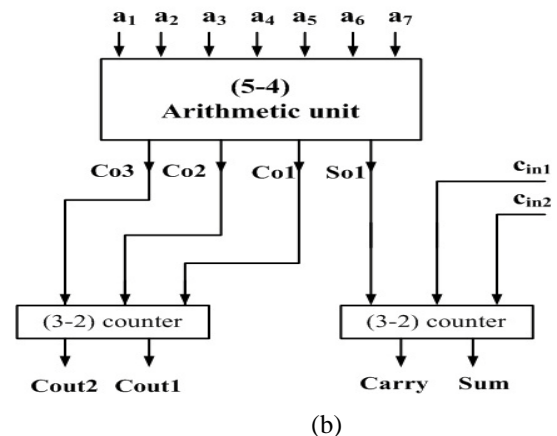 a1 a2 a3 a4 a5 a6 a7
(5-4)
Arithmetic unit
Co3 Co2 Co1 So1
cin1
cin2
(3-2) counter (3-2) counter
Cout2 Cout1 Carry Sum
(b)